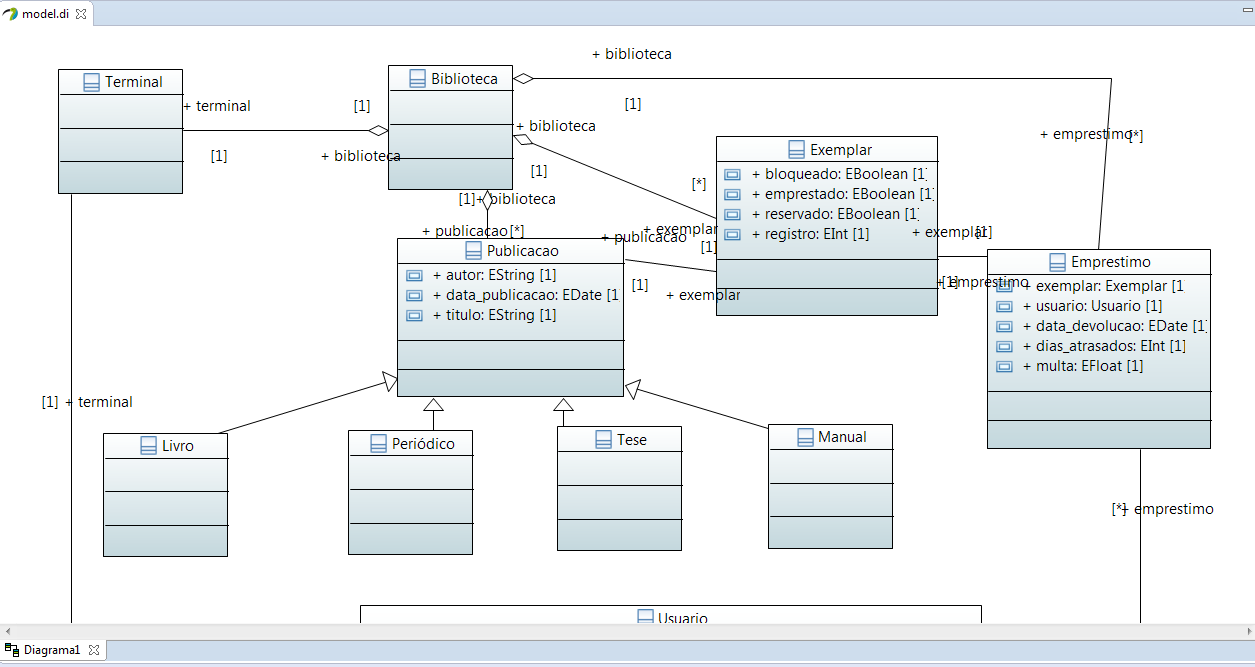 model.di
+ biblioteca
Terminal
Biblioteca
+ terminal
[1]
[1]
+ biblioteca
[1]
+ biblioteca
+ emprestimo
[*]
Exemplar
+ bloqueado: EBoolean [1]
+ emprestado: EBoolean [1]
+ reservado: EBoolean [1]
+ registro: EInt [1]
[1]
[*]
[1]
+ biblioteca
+ publicacao
[*]
+ exemplar
+ publicacao
[1]
+ exemplar
[1]
Publicacao
+ autor: EString [1]
+ data_publicacao: EDate [1
+ titulo: EString [1]
[1]
+ exemplar
Emprestimo
[1]
+ emprestimo
+ exemplar: Exemplar [1
+ usuario: Usuario [1]
+ data_devolucao: EDate [1]
+ dias_atrasados: EInt [1]
+ multa: EFloat [1]
[1]
+ terminal
Livro
Periódico
Tese
Manual
[*]
+ emprestimo
Usuario
Diagrama1